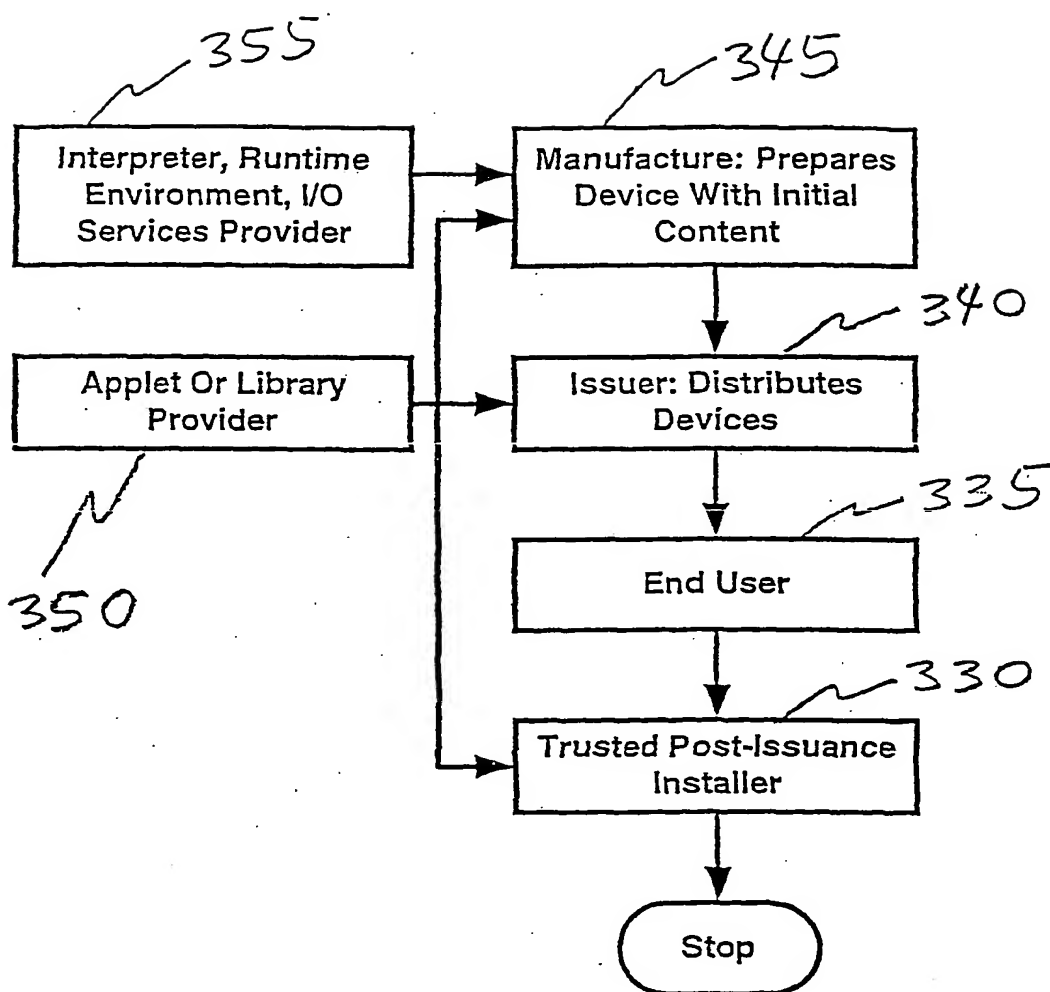 355
345
Interpreter, Runtime
Environment, I/O
Services Provider
Manufacture: Prepares
Device With Initial
Content
340
Applet Or Library
Provider
Issuer: Distributes
Devices
335
350
End User
330
Trusted Post-Issuance
Installer
Stop